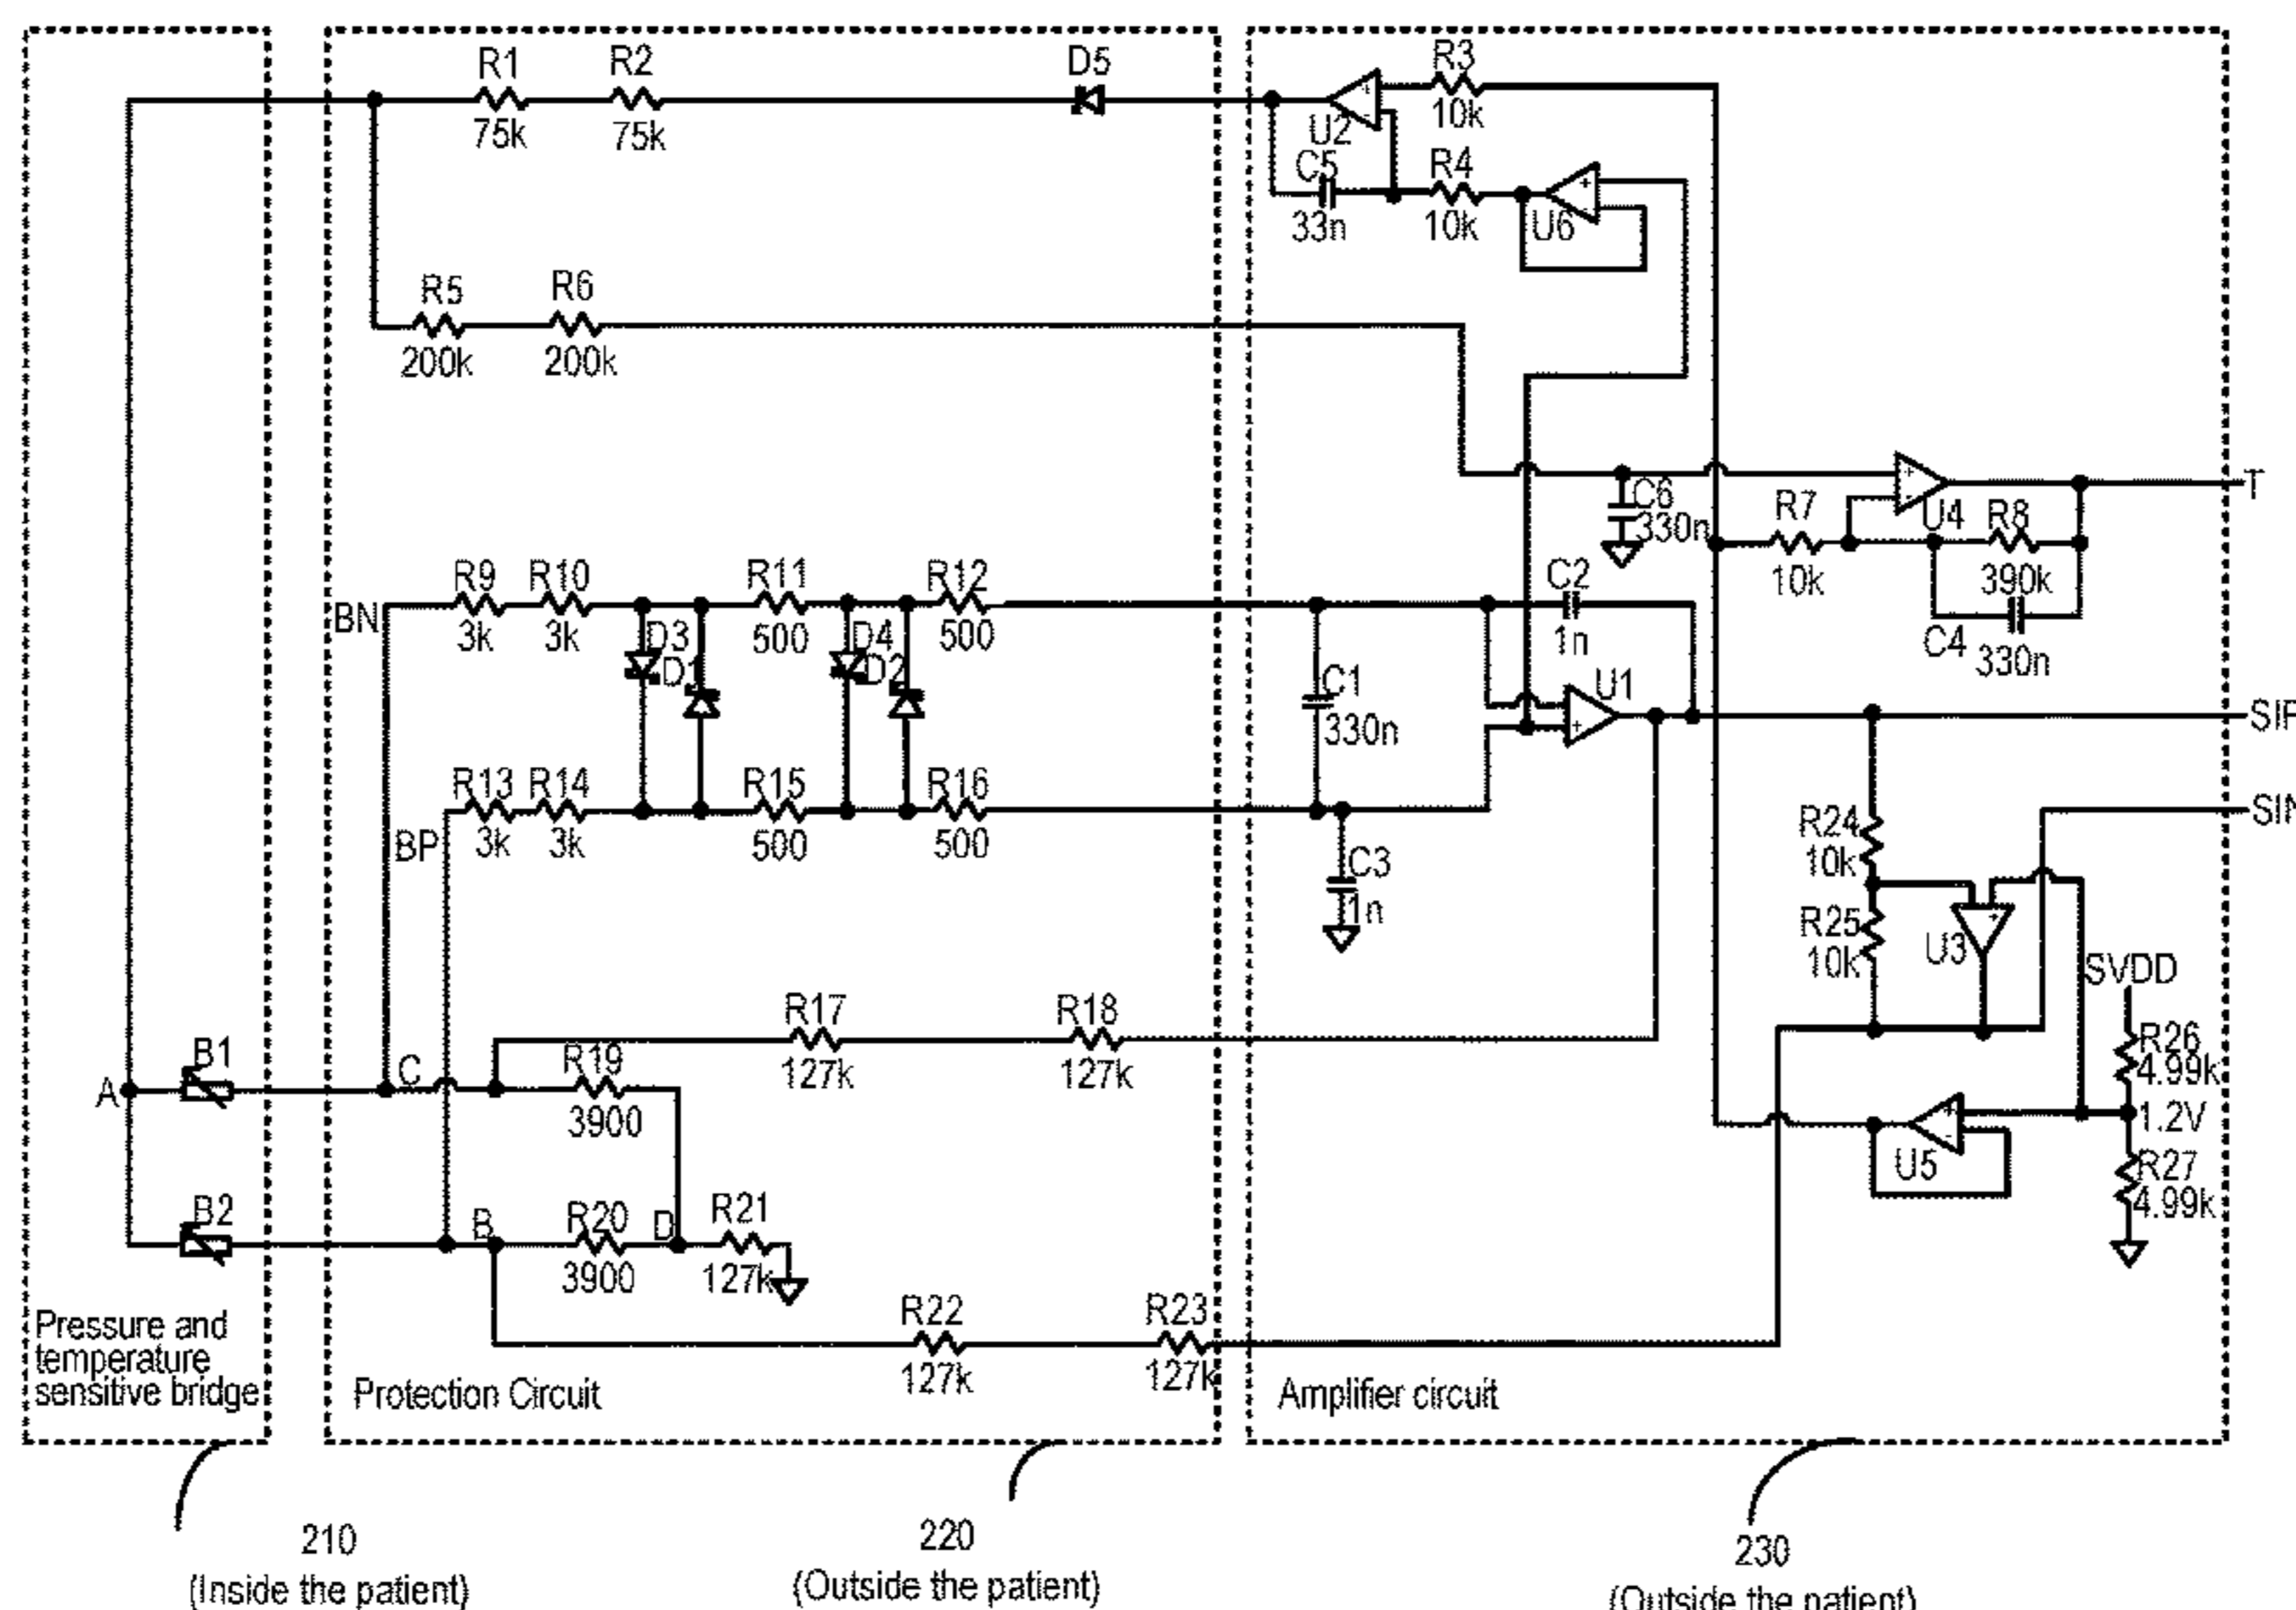 R1
75k
R2
75k
D5
U2
R3
10k
C5
33n
R4
10k
U6
R5
200k
R6
200k
C6
330n
U4
R7
10k
R8
390k
C4
330n
T
BN
R9
3k
R10
3k
D3
D1
R11
500
D4
D2
R12
500
C2
1n
C1
330n
U1
BP
R13
3k
R14
3k
R15
500
R16
500
C3
1n
SIN
R24
10k
R25
10k
U3
SVDD
R26
4.99k
1.2V
R27
4.99k
U5
R17
127k
R18
127k
A
B1
C
R19
3900
B2
B
R20
3900
D
R21
127k
R22
127k
R23
127k
Pressure and
temperature
sensitive bridge
Protection Circuit
Amplifier circuit
210
(Inside the patient)
220
(Outside the patient)
230
(Outside the patient)